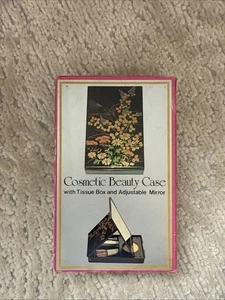 Cosmetic Beauty Case
with Tissue Box and Adjustable Mirror